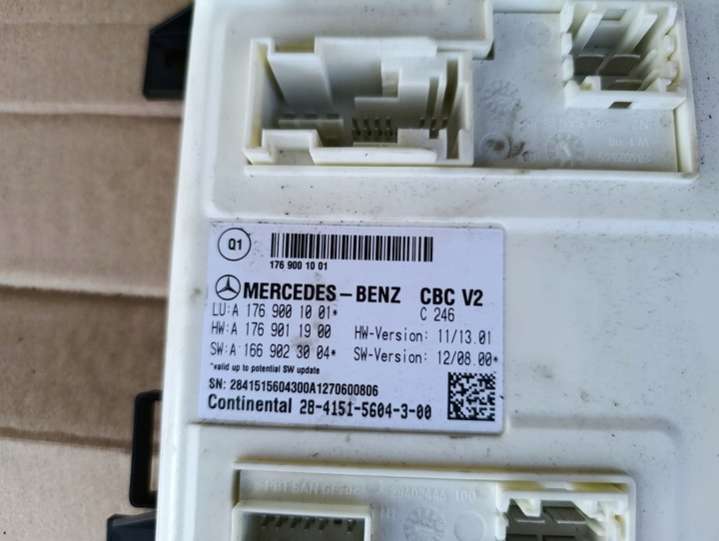 Q1
176 900 10 01
MERCEDES-BENZ CBC V2
C 246
LU:A 176 900 10 01*
HW:A 176 901 19 00 HW-Version: 11/13.01
SW:A 166 902 30 04* SW-Version: 12/08.00*
*valid up to potential SW update
SN: 2841515604300A1270600806
Continental 28-4151-5604-3-00